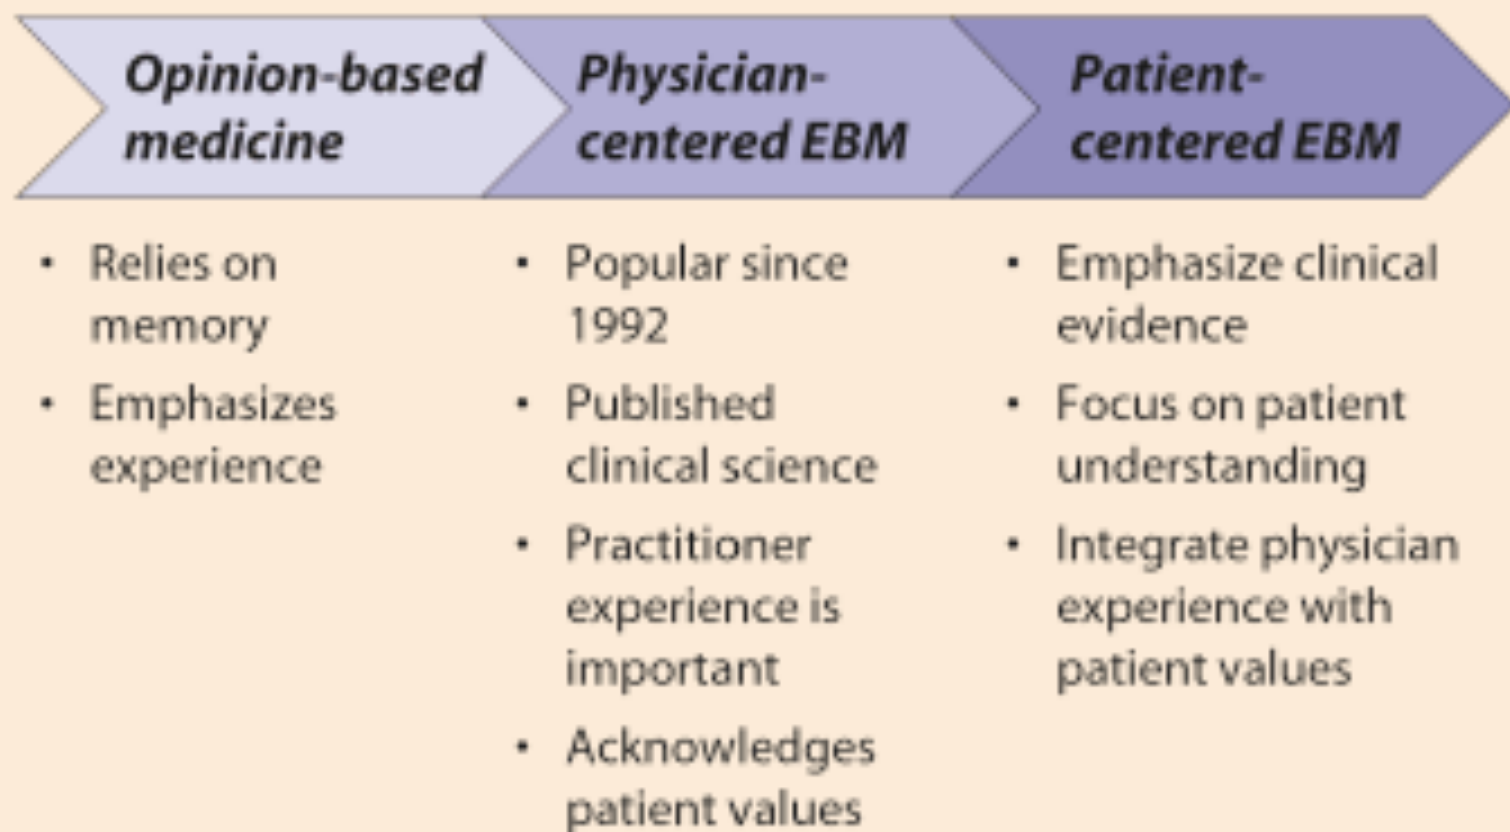 Opinion-based
medicine
• Relies on
memory
• Emphasizes
experience
Physician-
centered EBM
• Popular since
1992
• Published
clinical science
• Practitioner
experience is
important
• Acknowledges
patient values
Patient-
centered EBM
• Emphasize clinical
evidence
• Focus on patient
understanding
• Integrate physician
experience with
patient values